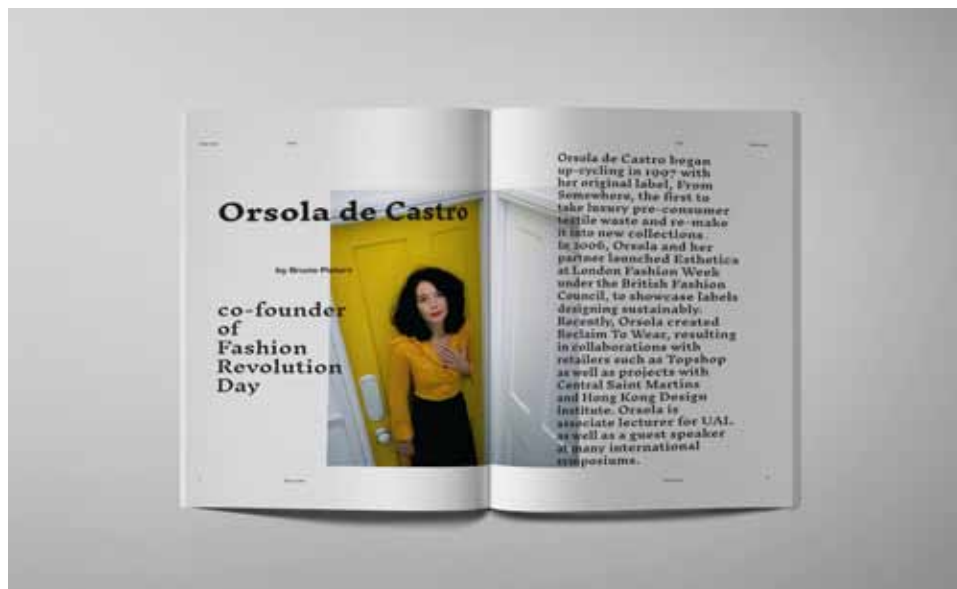 Orsola de Castro
by Bruno Pieters
co-founder
of
Fashion
Revolution
Day
Orsola de Castro began
up-cycling in 1997 with
her original label, From
Somewhere, the first to
take luxury pre-consumer
textile waste and re-make
it into new collections.
In 2006, Orsola and her
partner launched Esthetica
at London Fashion Week
under the British Fashion
Council, to showcase labels
designing sustainably.
Recently, Orsola created
Reclaim To Wear, resulting
in collaborations with
retailers such as Topshop
as well as projects with
Central Saint Martins
and Hong Kong Design
Institute. Orsola is
associate lecturer for UAL
as well as a guest speaker
at many international
symposiums.